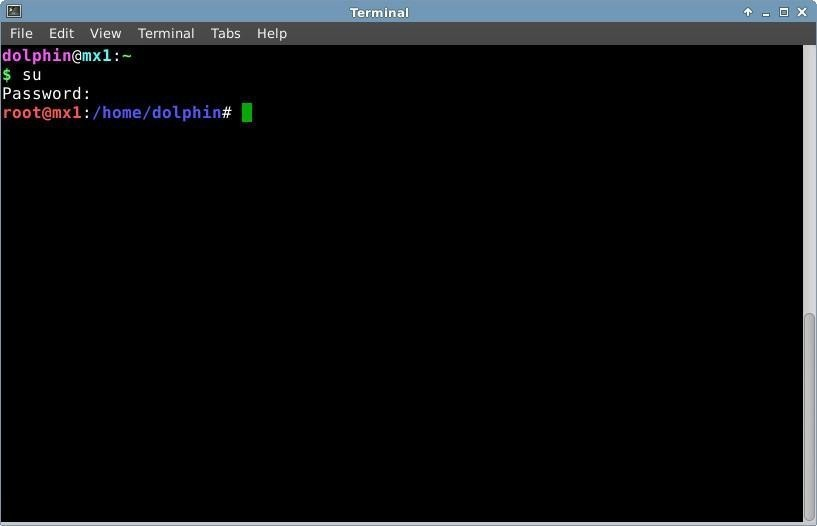 Terminal
File Edit View Terminal Tabs Help
dolphin@mx1:~
$ su
Password:
root@mx1:/home/dolphin#